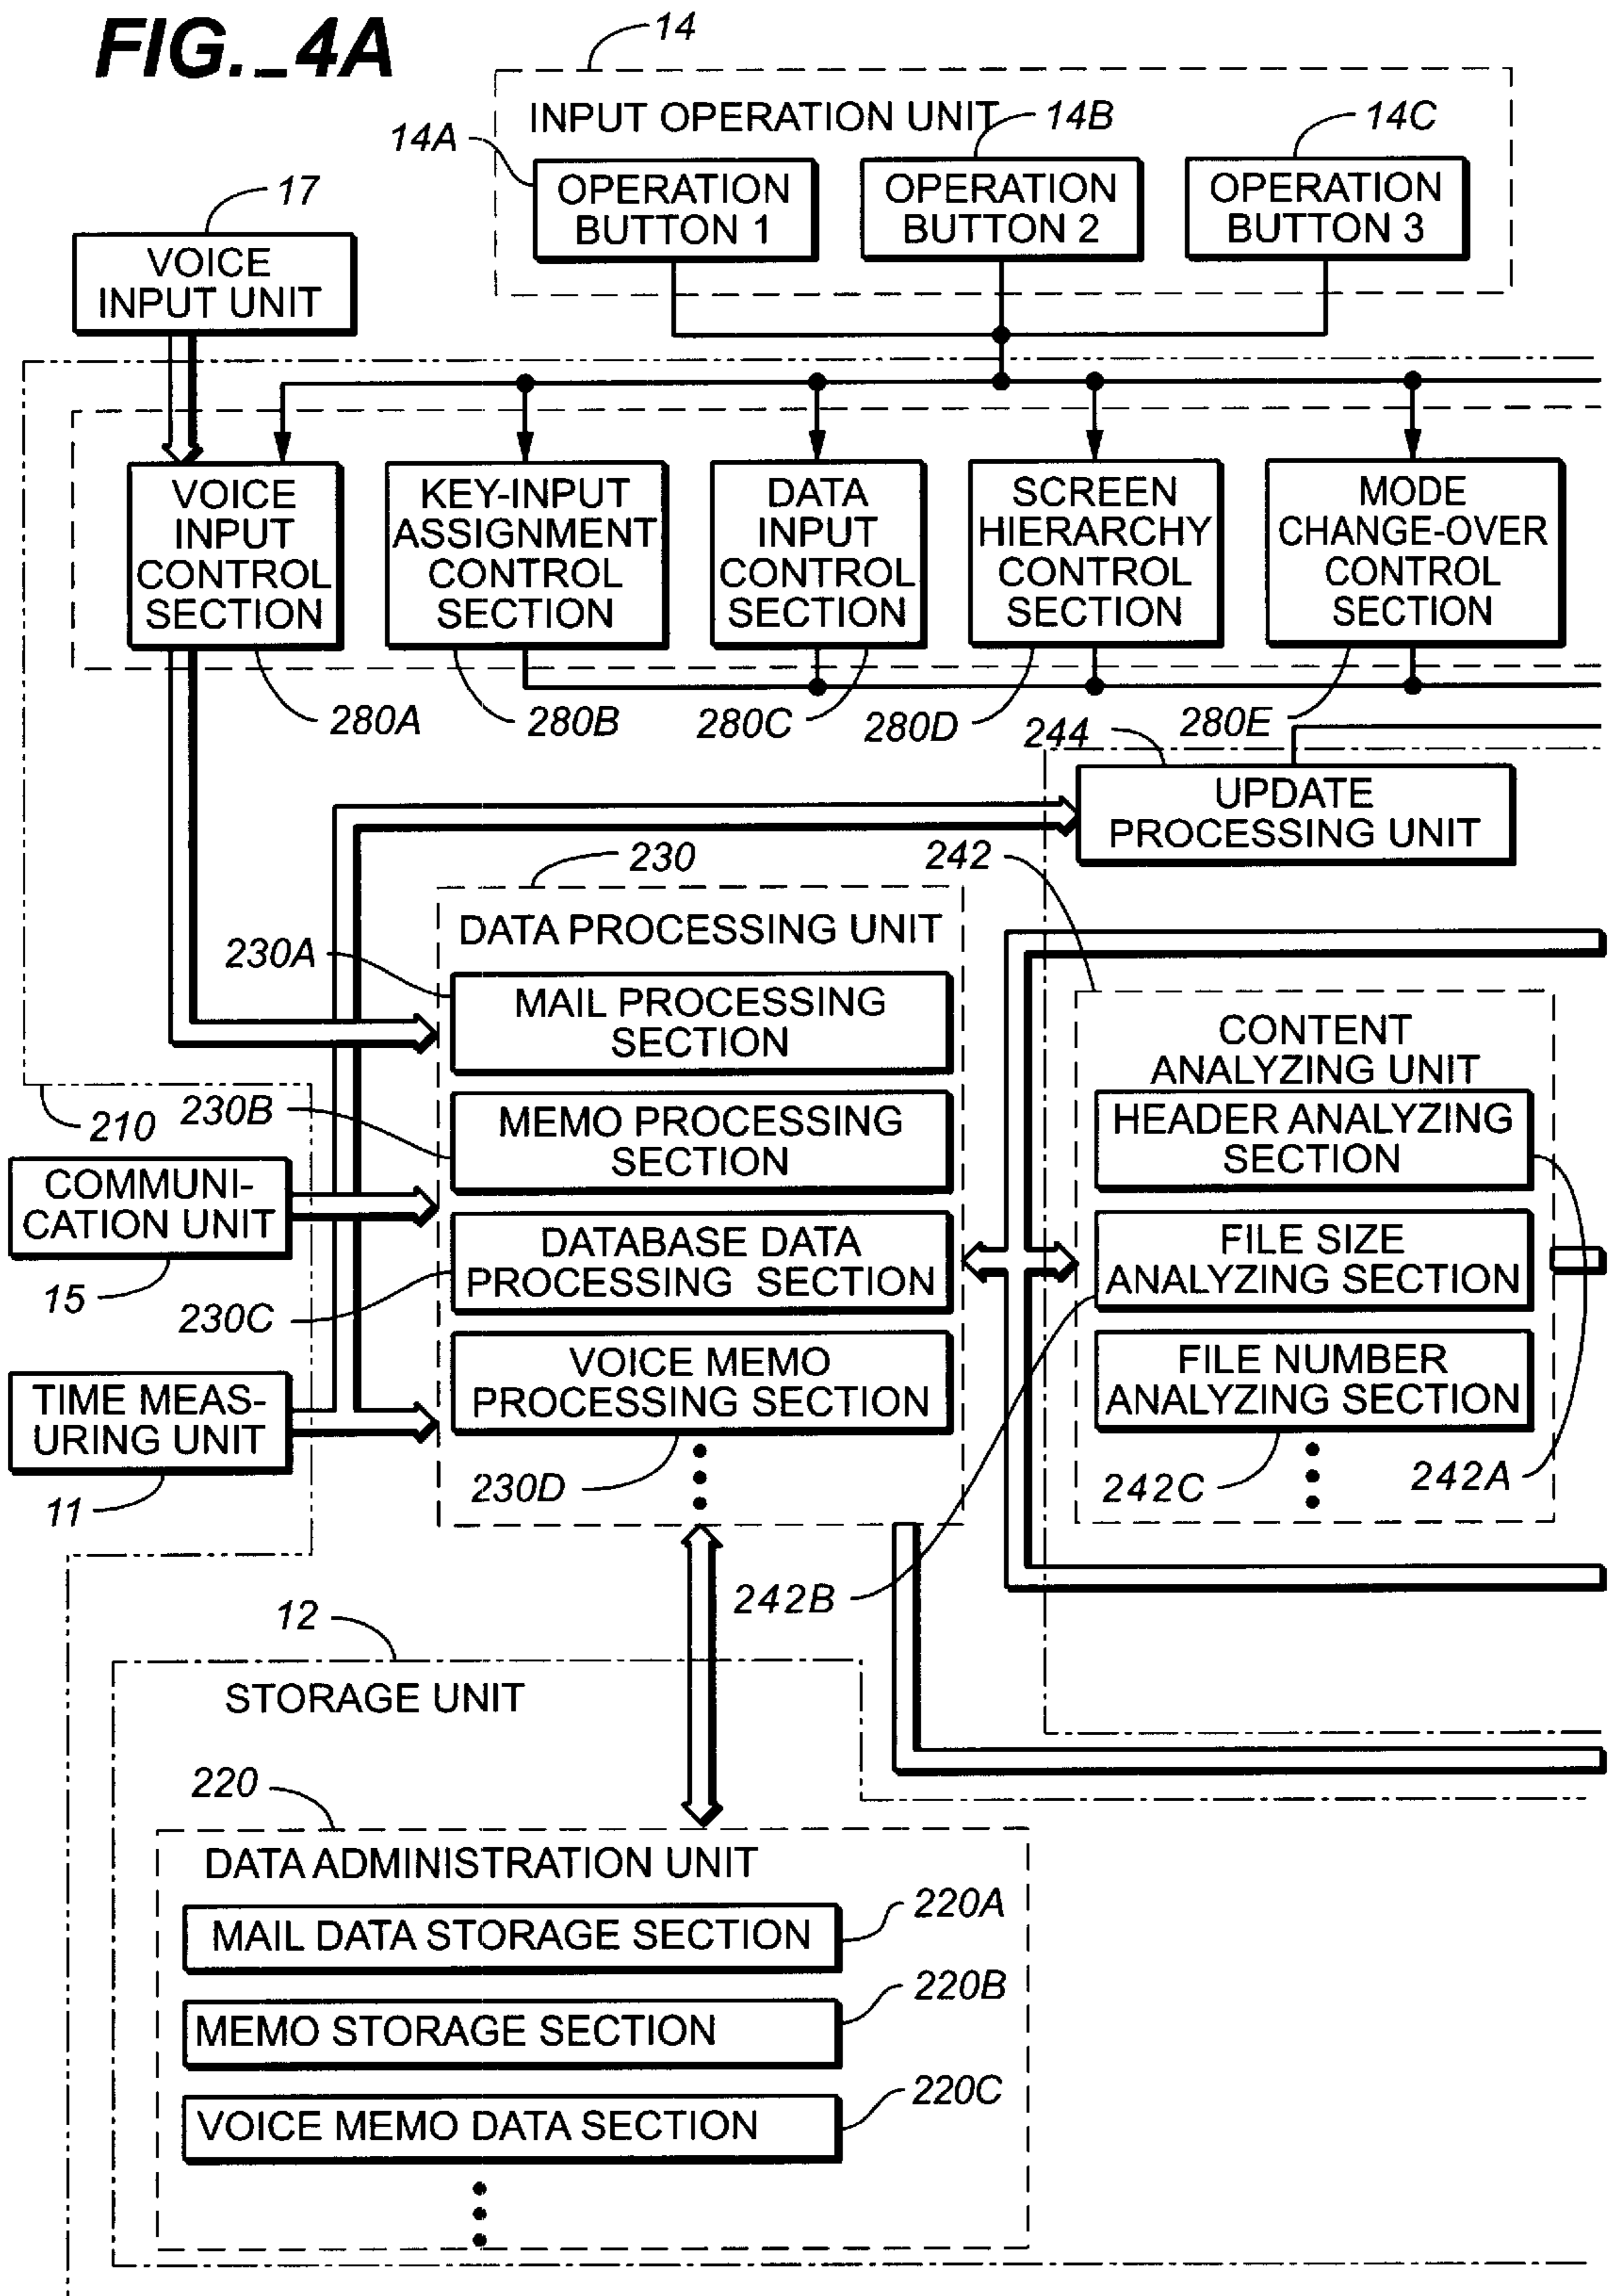 FIG._4A
14
INPUT OPERATION UNIT
14A
14B
14C
OPERATION
BUTTON 1
OPERATION
BUTTON 2
OPERATION
BUTTON 3
17
VOICE
INPUT UNIT
VOICE
INPUT
CONTROL
SECTION
KEY-INPUT
ASSIGNMENT
CONTROL
SECTION
DATA
INPUT
CONTROL
SECTION
SCREEN
HIERARCHY
CONTROL
SECTION
MODE
CHANGE-OVER
CONTROL
SECTION
280A
280B
280C
280D
280E
244
UPDATE
PROCESSING UNIT
230
242
DATA PROCESSING UNIT
230A
MAIL PROCESSING
SECTION
230B
MEMO PROCESSING
SECTION
230C
DATABASE DATA
PROCESSING SECTION
VOICE MEMO
PROCESSING SECTION
230D
CONTENT
ANALYZING UNIT
HEADER ANALYZING
SECTION
FILE SIZE
ANALYZING SECTION
FILE NUMBER
ANALYZING SECTION
242C
242A
242B
210
COMMUNI-
CATION UNIT
15
TIME MEAS-
URING UNIT
11
12
STORAGE UNIT
220
DATA ADMINISTRATION UNIT
MAIL DATA STORAGE SECTION
220A
MEMO STORAGE SECTION
220B
VOICE MEMO DATA SECTION
220C